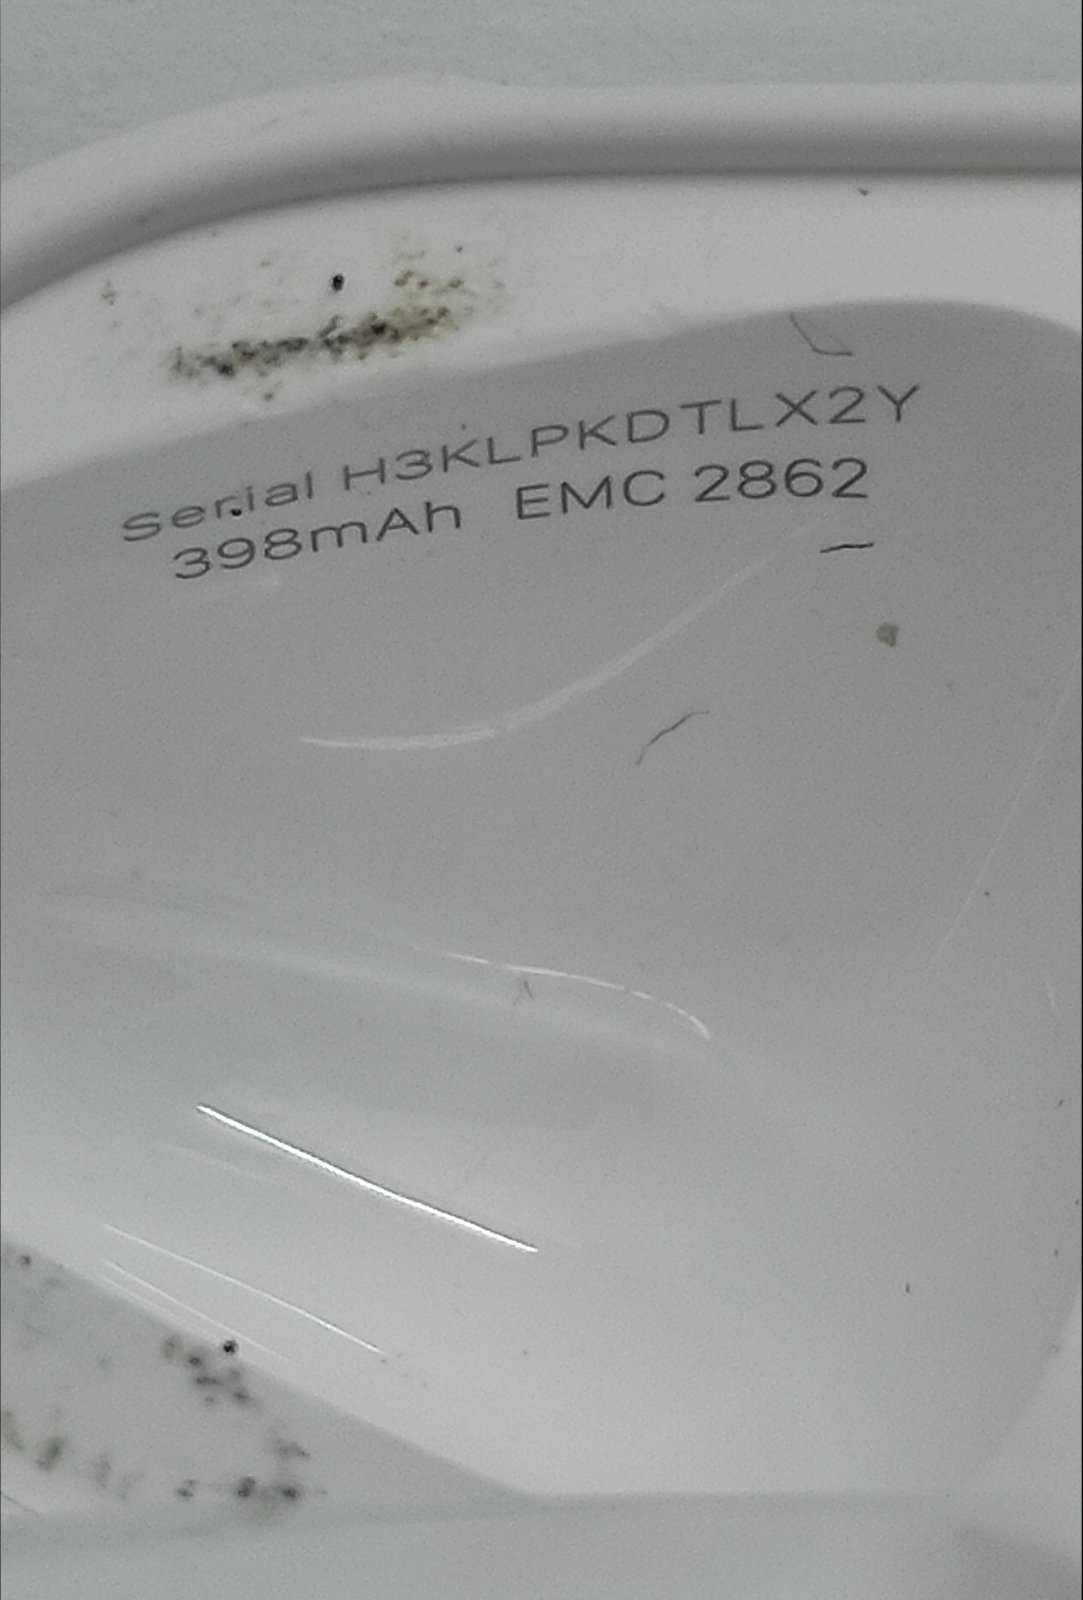 Serial H3KLPKDTLX2Y
398mAh EMC 2862